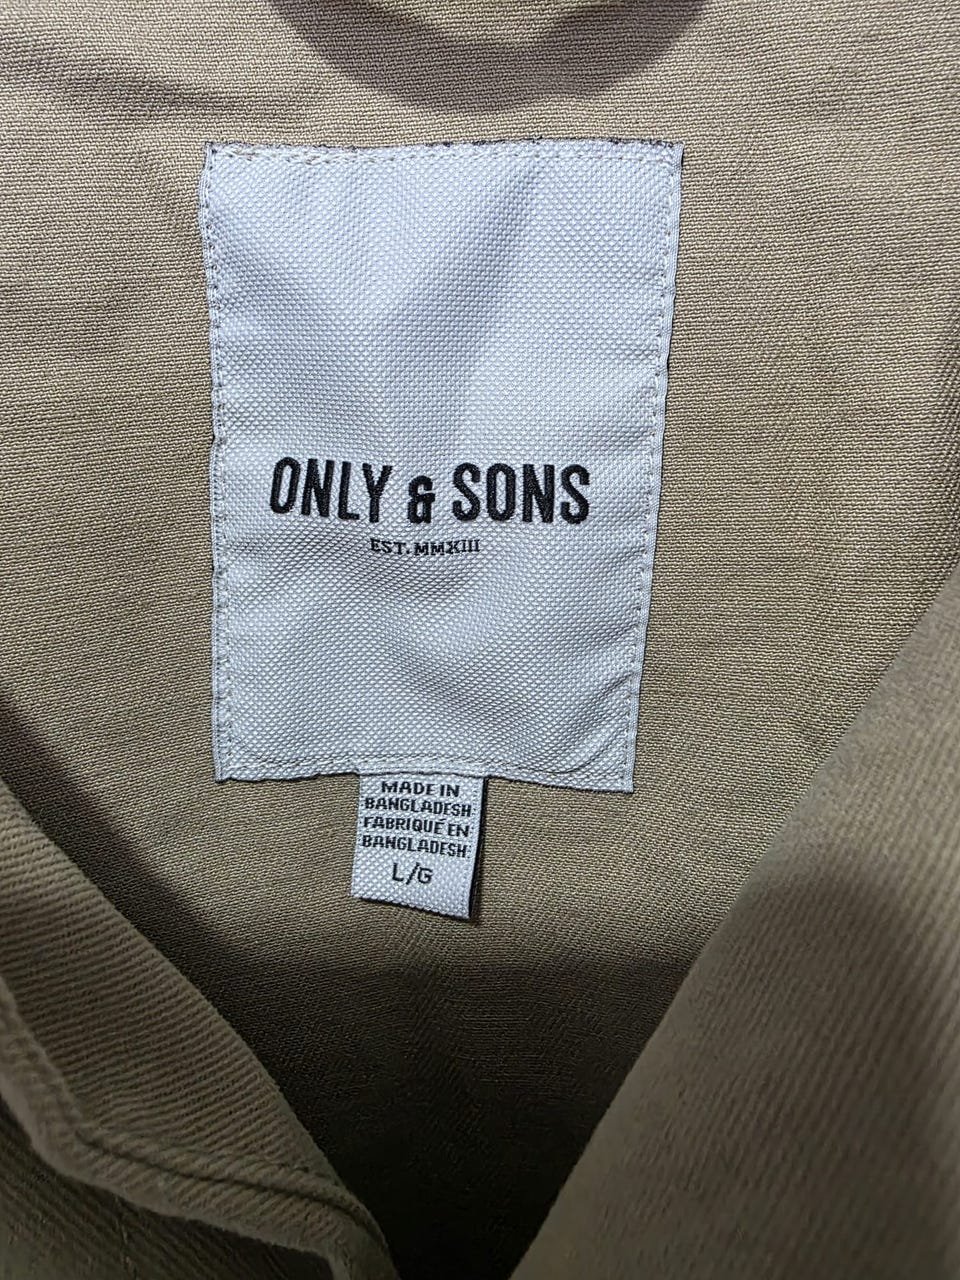 ONLY & SONS
EST. MMXIII
MADE IN
BANGLADESH
FABRIQUÉ EN
BANGLADESH
L/G